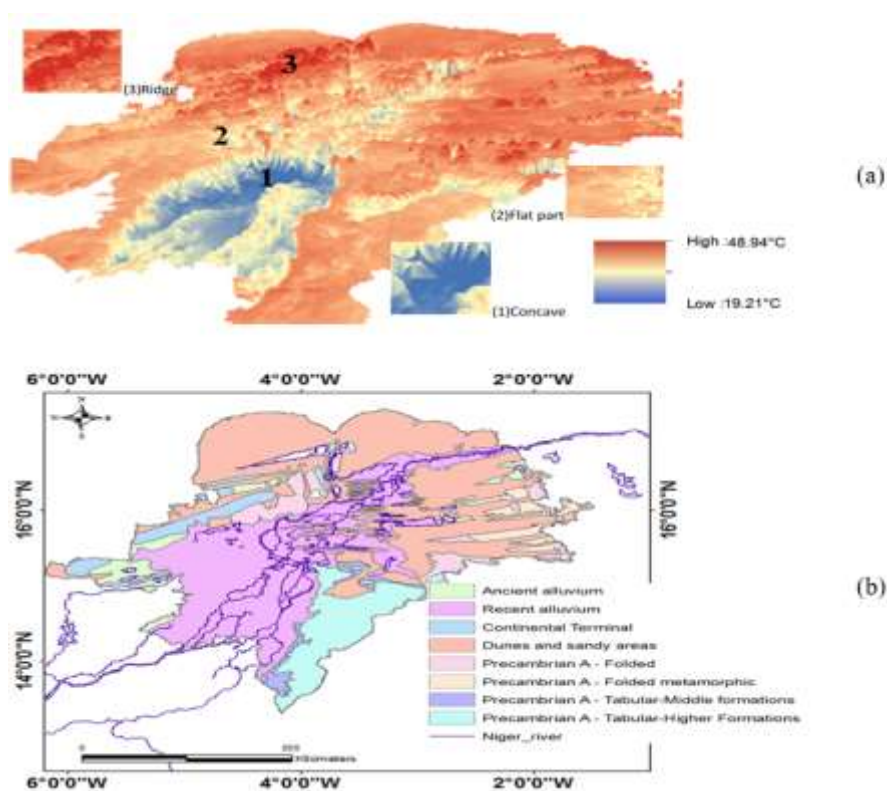 3
(3)Ridge
2
1
(a)
(2)Flat part
High :48.94°C
Low :19.21°C
(1)Concave
6°0'0"W 4°0'0"W 2°0'0"W
N
16°0'0"N
16°0'0"N
Ancient alluvium
Recent alluvium
(b)
Continental Terminal
Dunes and sandy areas
Precambrian A - Folded
Precambrian A - Folded metamorphic
14°0'0"N
14°0'0"N
Precambrian A - Tabular-Middle formations
Precambrian A - Tabular-Higher Formations
Niger_river
0
6°0'0"W 4°0'0"W 2°0'0"W